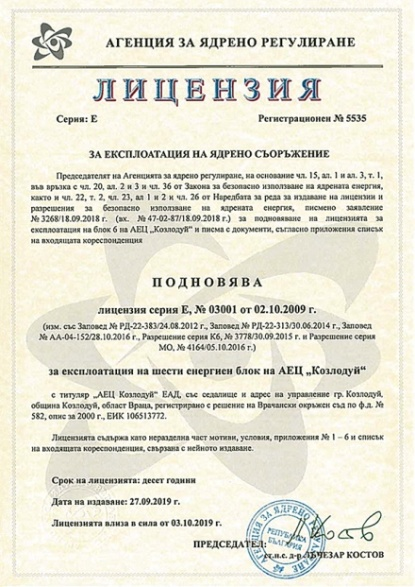 АГЕНЦИЯ ЗА ЯДРЕНО РЕГУЛИРАНЕ
ЛИЦЕНЗИЯ
Серия: Е Регистрационен № 5535
ЗА ЕКСПЛОАТАЦИЯ НА ЯДРЕНО СЪОРЪЖЕНИЕ
Председателят на Агенцията за ядрено регулиране, на основание чл. 15, ал. 1 и ал. 3, т. 1,
във връзка с чл. 20, ал. 2 и 3 и чл. 36 от Закона за безопасно използване на ядрената енергия,
както и чл. 22, т. 2, чл. 23, ал 1 и 2 и чл. 26 от Наредбата за реда за издаване на лицензии и
разрешения за безопасно използване на ядрената енергия, писмено заявление
№ 3268/18.09.2018 г. (вх. № 47-02-87/18.09.2018 г.) за подновяване на лицензията за
експлоатация на блок 6 на АЕЦ „Козлодуй" и писма с документи, съгласно приложения списък
на входящата кореспонденция
ПОДНОВЯВА
лицензия серия Е, № 03001 от 02.10.2009 г.
(изм. със Заповед № РД-22-383/24.08.2012 г., Заповед № РД-22-313/30.06.2014 г., Заповед
№ АА-04-152/28.10.2016 г., Разрешение серия К6, № 3778/30.09.2015 г. и Разрешение серия
МО, № 4164/05.10.2016 г.)
за експлоатация на шести енергиен блок на АЕЦ „Козлодуй"
с титуляр „АЕЦ Козлодуй" ЕАД, със седалище и адрес на управление гр. Козлодуй,
община Козлодуй, област Враца, регистрирано с решение на Врачански окръжен съд по ф.д. №
582, опис за 2000 г., ЕИК 106513772.
Лицензията съдържа като неразделна част мотиви, условия, приложения № 1 – 6 и списък
на входящата кореспонденция, свързана с нейното издаване.
Срок на лицензията: десет години
Дата на издаване: 27.09.2019 г.
Лицензията влиза в сила от 03.10.2019 г.
ПРЕДСЕДАТЕЛ:
АГЕНЦИЯ ЗА ЯДРЕНО РЕГУЛИРАНЕ
РЕПУБЛИКА
БЪЛГАРИЯ
гл.ас. д-р ЛЪЧЕЗАР КОСТОВ